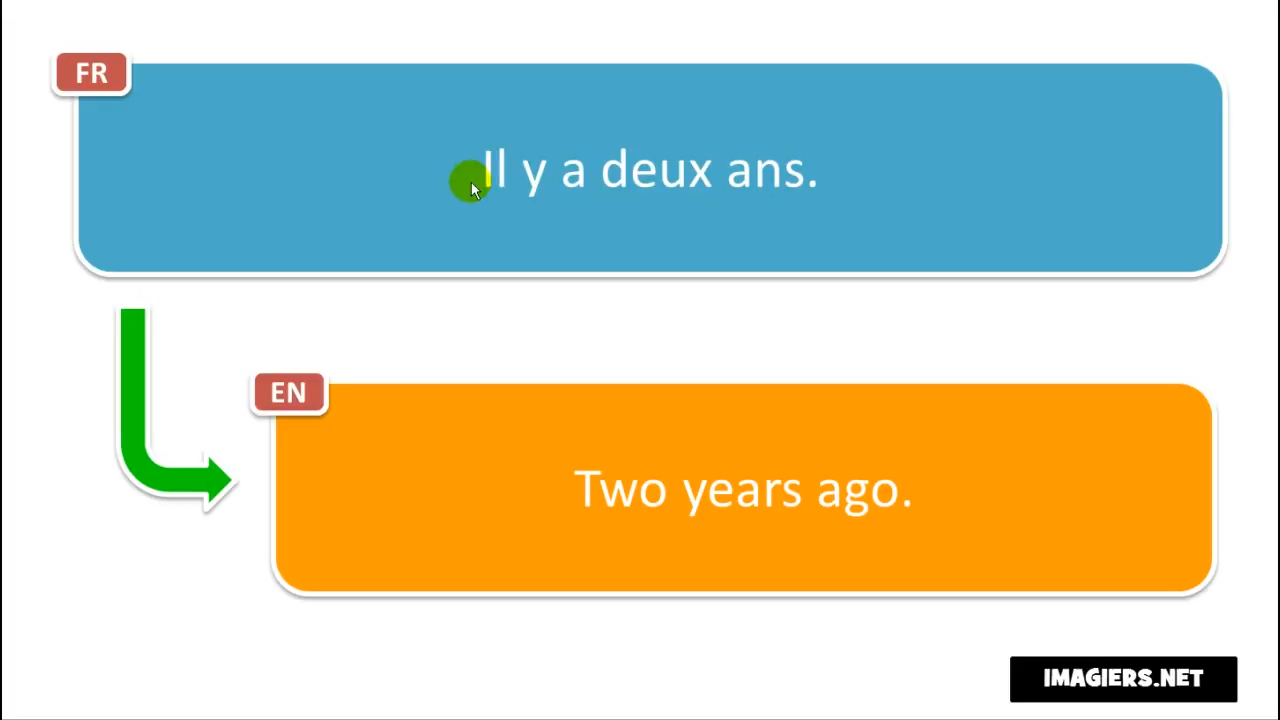 FR
Il y a deux ans.
EN
Two years ago.
IMAGIERS.NET